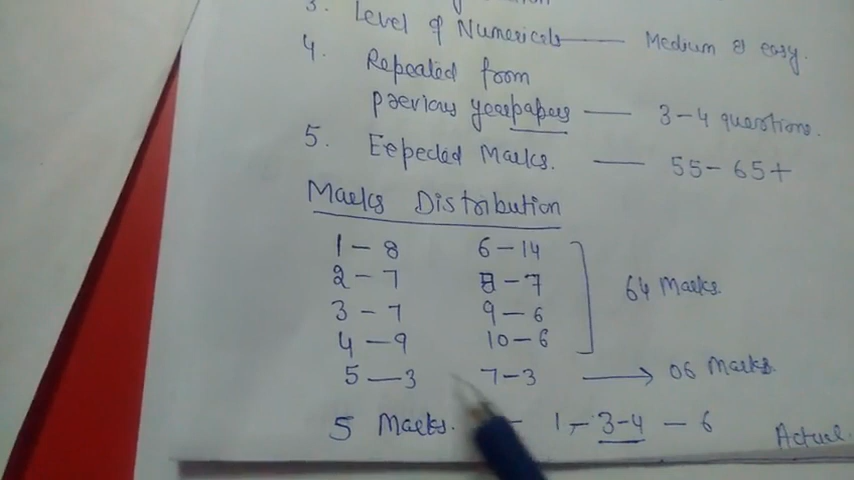 3. Level of Numericals — Medium & easy.
4. Repeated from
previous yearpapers — 3-4 questions.
5. Expected Marks. — 55-65+
Marks Distribution
1 - 8 6 - 14
2 - 7 8 - 7
3 - 7 9 - 6
4 - 9 10 - 6
64 Marks
5 - 3 7 - 3 → 06 Marks.
5 Marks. - 1 - 3-4 - 6 Actual